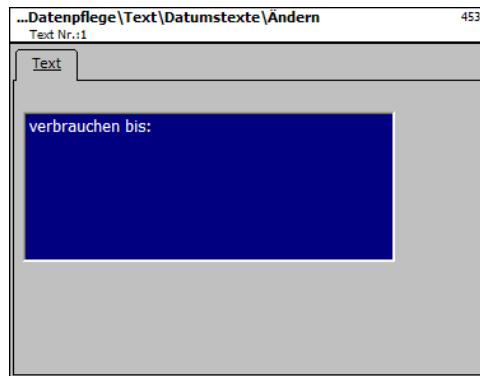 ...Datenpflege\Text\Datumstexte\Ändern 453
Text Nr.:1
Text
verbrauchen bis: